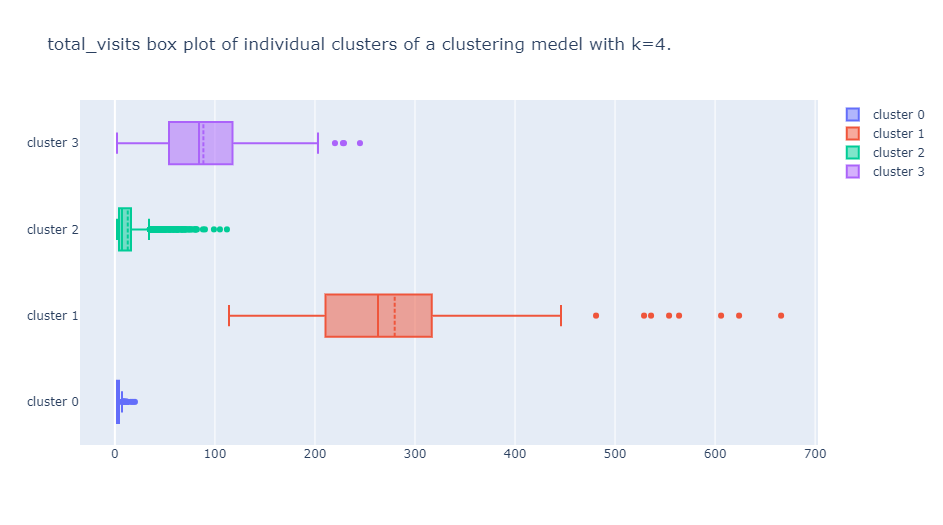 total_visits box plot of individual clusters of a clustering medel with k=4.
cluster 0
cluster 1
cluster 2
cluster 3
cluster 3
cluster 2
cluster 1
cluster 0
0 100 200 300 400 500 600 700